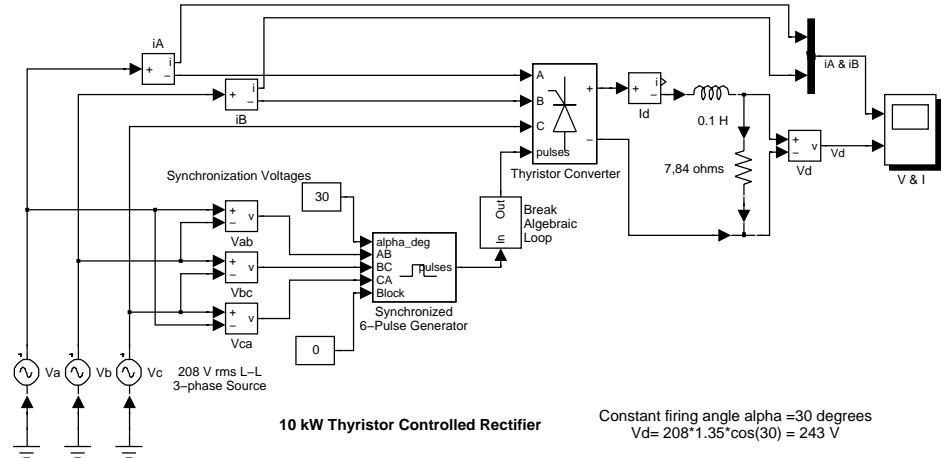 iA
+
i
−
+
i
−
iB
A
B
C
pulses
+
−
Thyristor Converter
+
i
−
Id
0.1 H
7,84 ohms
+
−
v
Vd
Vd
iA & iB
V & I
Synchronization Voltages
30
+
−
v
Vab
+
−
v
Vbc
+
−
v
Vca
alpha_deg
AB
BC
CA
Block
pulses
Synchronized
6−Pulse Generator
Out
In
Break
Algebraic
Loop
0
Va
Vb
Vc
208 V rms L−L
3−phase Source
10 kW Thyristor Controlled Rectifier
Constant firing angle alpha =30 degrees
Vd= 208*1.35*cos(30) = 243 V